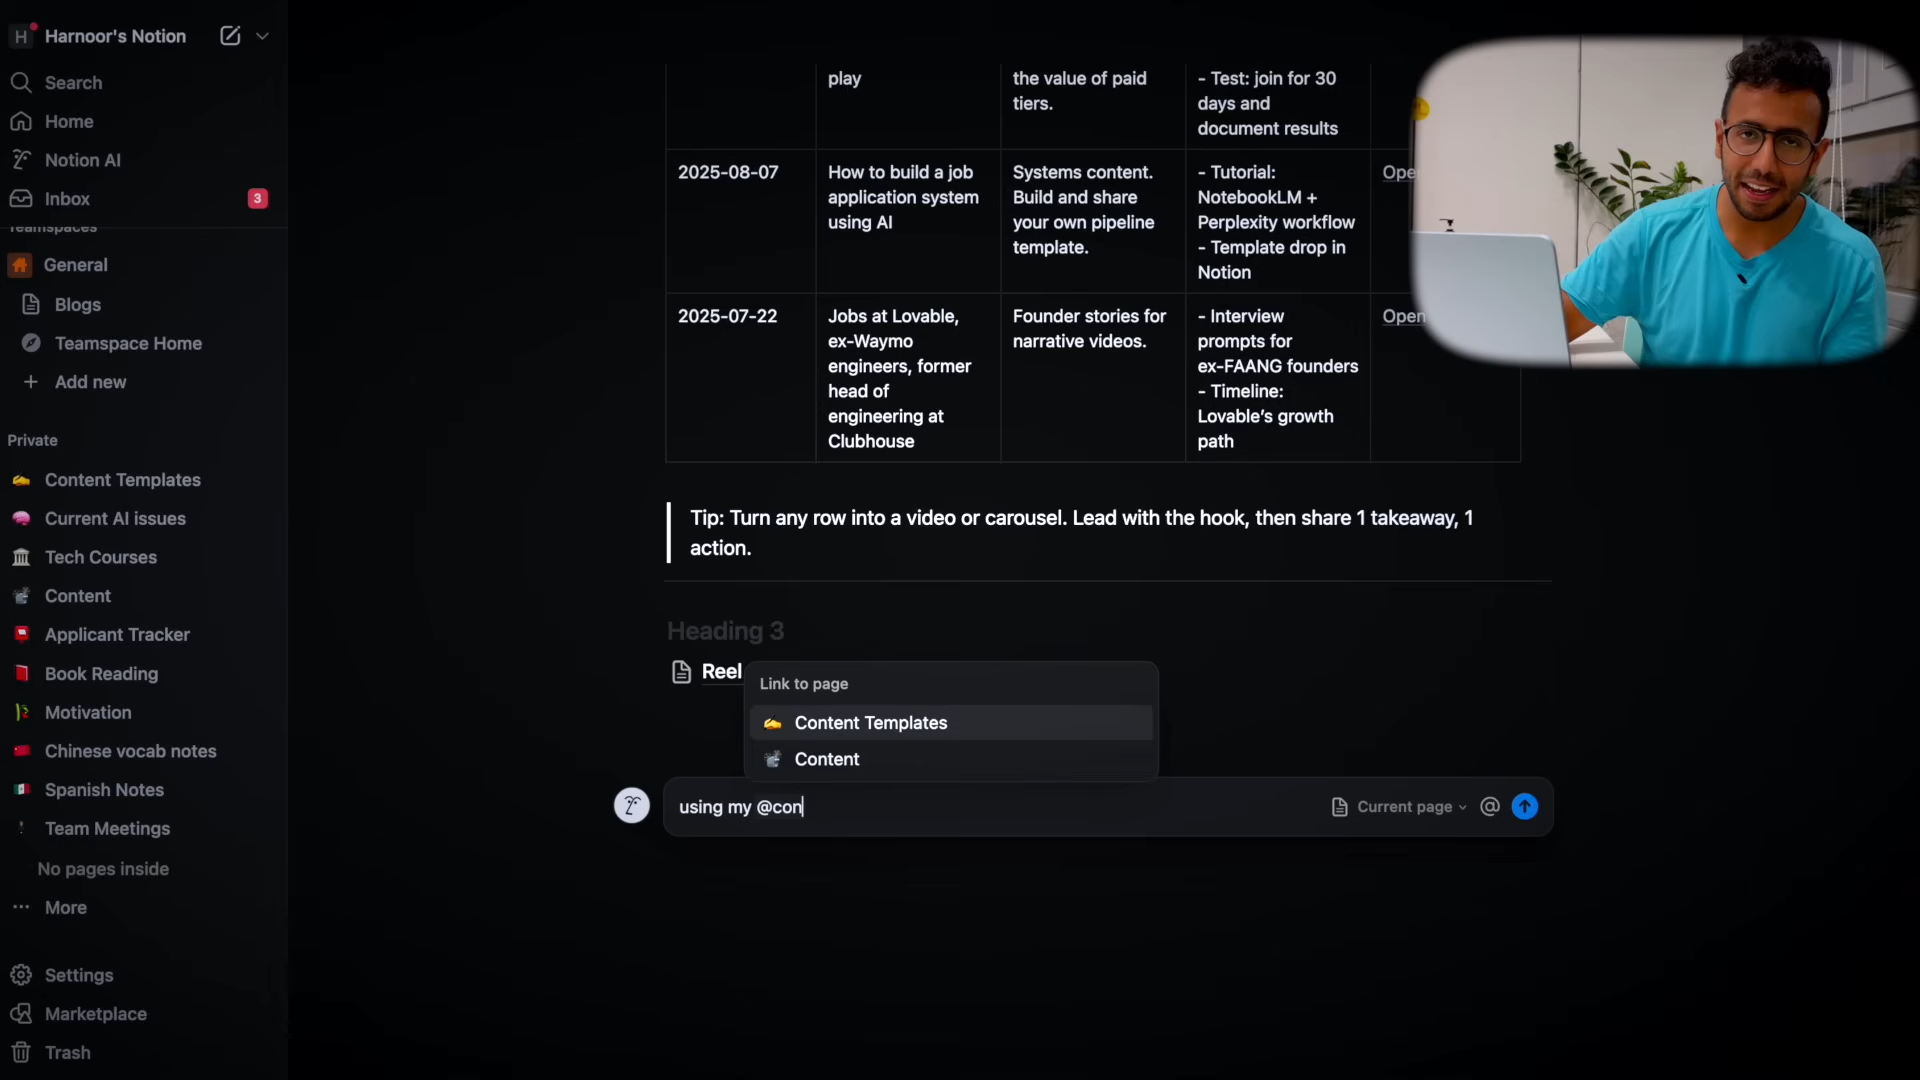 H Harnoor's Notion
Search
Home
Notion AI
Inbox 3
Teamspaces
General
Blogs
Teamspace Home
Add new
Private
Content Templates
Current AI issues
Tech Courses
Content
Applicant Tracker
Book Reading
Motivation
Chinese vocab notes
Spanish Notes
Team Meetings
No pages inside
More
Settings
Marketplace
Trash
play
the value of paid
tiers.
- Test: join for 30
days and
document results
2025-08-07
How to build a job
application system
using AI
Systems content.
Build and share
your own pipeline
template.
- Tutorial:
NotebookLM +
Perplexity workflow
- Template drop in
Notion
Open
2025-07-22
Jobs at Lovable,
ex-Waymo
engineers, former
head of
engineering at
Clubhouse
Founder stories for
narrative videos.
- Interview
prompts for
ex-FAANG founders
- Timeline:
Lovable's growth
path
Open
Tip: Turn any row into a video or carousel. Lead with the hook, then share 1 takeaway, 1
action.
Heading 3
Reel
Link to page
Content Templates
Content
using my @con
Current page